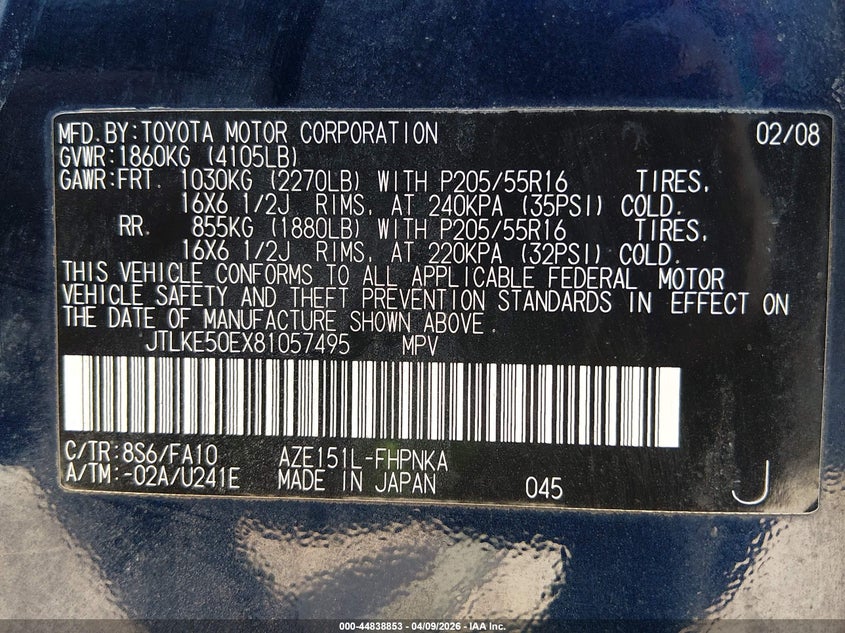 MFD.BY:TOYOTA MOTOR CORPORATION 02/08
GVWR:1860KG (4105LB)
GAWR:FRT. 1030KG (2270LB) WITH P205/55R16 TIRES,
16X6 1/2J RIMS, AT 240KPA (35PSI) COLD.
RR. 855KG (1880LB) WITH P205/55R16 TIRES,
16X6 1/2J RIMS, AT 220KPA (32PSI) COLD.
THIS VEHICLE CONFORMS TO ALL APPLICABLE FEDERAL MOTOR
VEHICLE SAFETY AND THEFT PREVENTION STANDARDS IN EFFECT ON
THE DATE OF MANUFACTURE SHOWN ABOVE.
JTLKE50EX81057495 MPV
C/TR:8S6/FA10 AZE151L-FHPNKA
A/TM:-02A/U241E MADE IN JAPAN 045 J
000-44838853 - 04/09/2026 - IAA Inc.